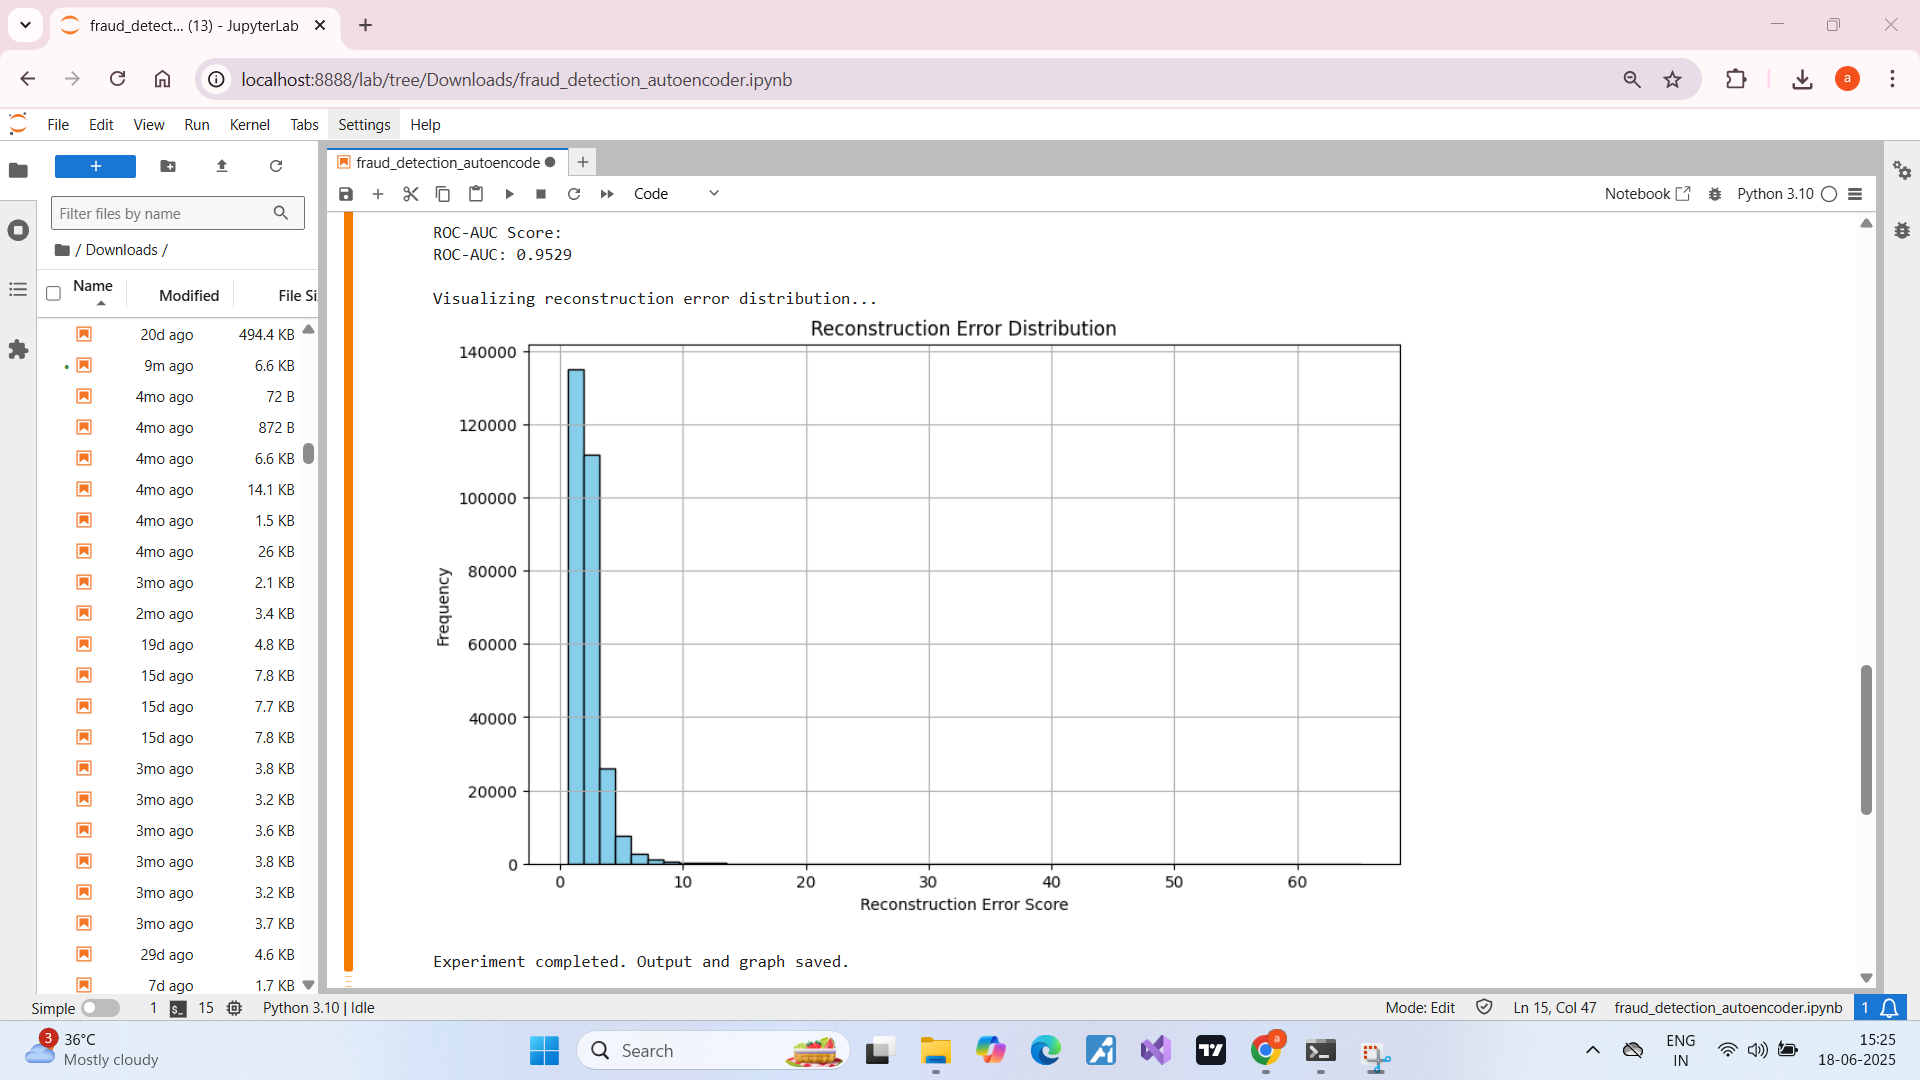 fraud_detect... (13) - JupyterLab
localhost:8888/lab/tree/Downloads/fraud_detection_autoencoder.ipynb
a
File Edit View Run Kernel Tabs Settings Help
Filter files by name
/ Downloads /
Name Modified File Si
20d ago 494.4 KB
9m ago 6.6 KB
4mo ago 72 B
4mo ago 872 B
4mo ago 6.6 KB
4mo ago 14.1 KB
4mo ago 1.5 KB
4mo ago 26 KB
3mo ago 2.1 KB
2mo ago 3.4 KB
19d ago 4.8 KB
15d ago 7.8 KB
15d ago 7.7 KB
15d ago 7.8 KB
3mo ago 3.8 KB
3mo ago 3.2 KB
3mo ago 3.6 KB
3mo ago 3.8 KB
3mo ago 3.2 KB
3mo ago 3.7 KB
29d ago 4.6 KB
7d ago 1.7 KB
fraud_detection_autoencode
Code
Notebook Python 3.10
ROC-AUC Score:
ROC-AUC: 0.9529
Visualizing reconstruction error distribution...
Reconstruction Error Distribution
140000
120000
100000
80000
60000
40000
20000
0
Frequency
0 10 20 30 40 50 60
Reconstruction Error Score
Experiment completed. Output and graph saved.
Simple 1 15 Python 3.10 | Idle
Mode: Edit Ln 15, Col 47 fraud_detection_autoencoder.ipynb 1
3
36°C
Mostly cloudy
Search
a
ENG
IN
15:25
18-06-2025